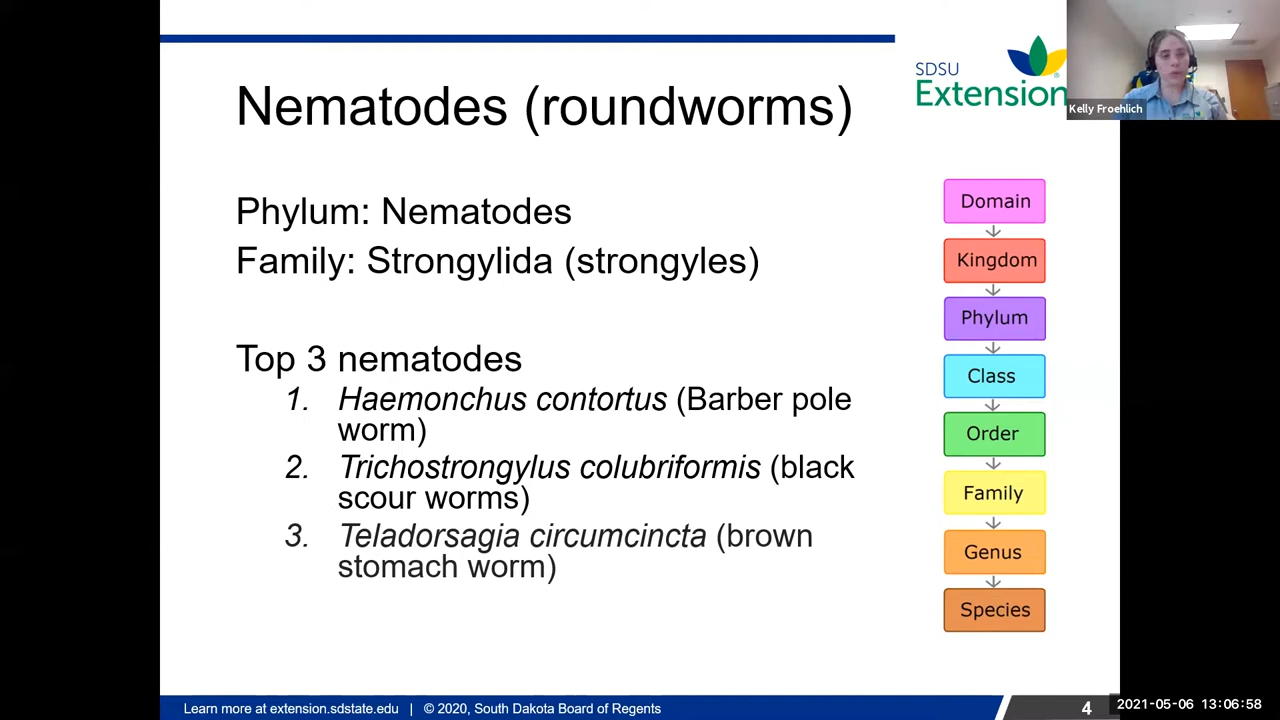 SDSU
Extension
Kelly Froehlich
Nematodes (roundworms)
Phylum: Nematodes
Family: Strongylida (strongyles)
Top 3 nematodes
1. Haemonchus contortus (Barber pole
worm)
2. Trichostrongylus colubriformis (black
scour worms)
3. Teladorsagia circumcincta (brown
stomach worm)
Domain
Kingdom
Phylum
Class
Order
Family
Genus
Species
Learn more at extension.sdstate.edu | © 2020, South Dakota Board of Regents
4
2021-05-06 13:06:58